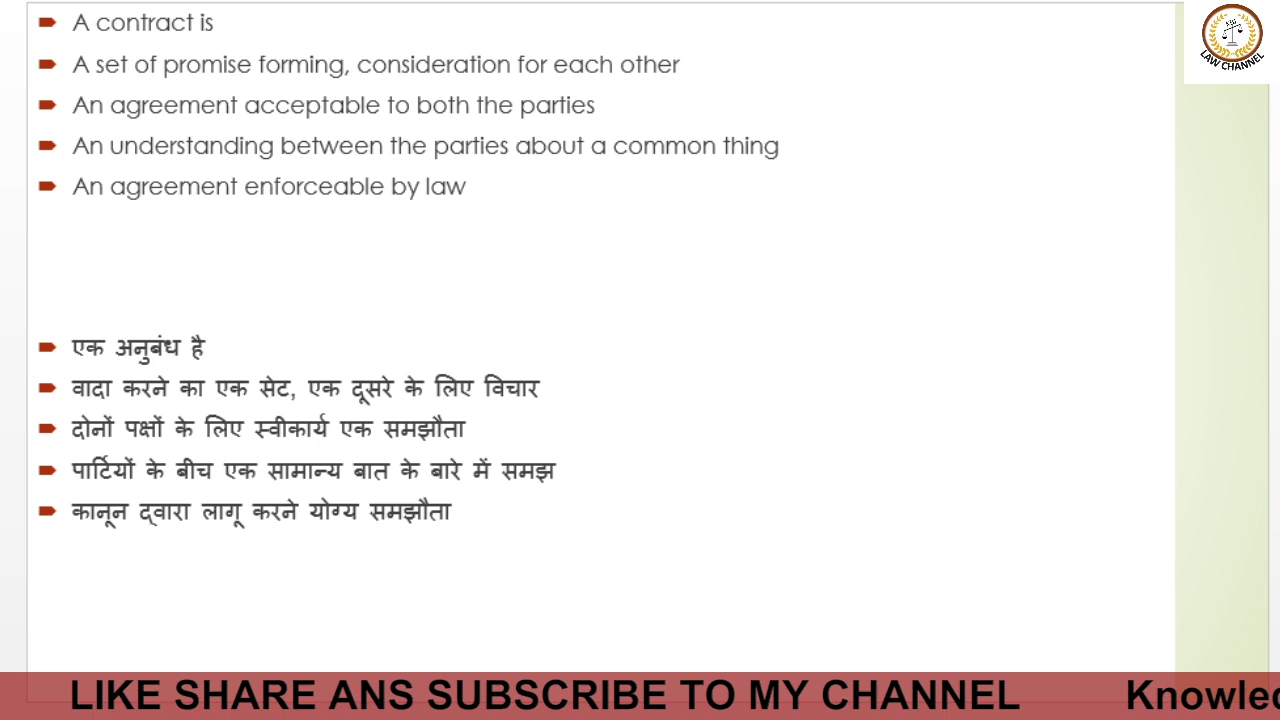 A contract is
A set of promise forming, consideration for each other
An agreement acceptable to both the parties
An understanding between the parties about a common thing
An agreement enforceable by law
एक अनुबंध है
वादा करने का एक सेट, एक दूसरे के लिए विचार
दोनों पक्षों के लिए स्वीकार्य एक समझौता
पार्टियों के बीच एक सामान्य बात के बारे में समझ
कानून द्वारा लागू करने योग्य समझौता
LAW CHANNEL
LIKE SHARE ANS SUBSCRIBE TO MY CHANNEL